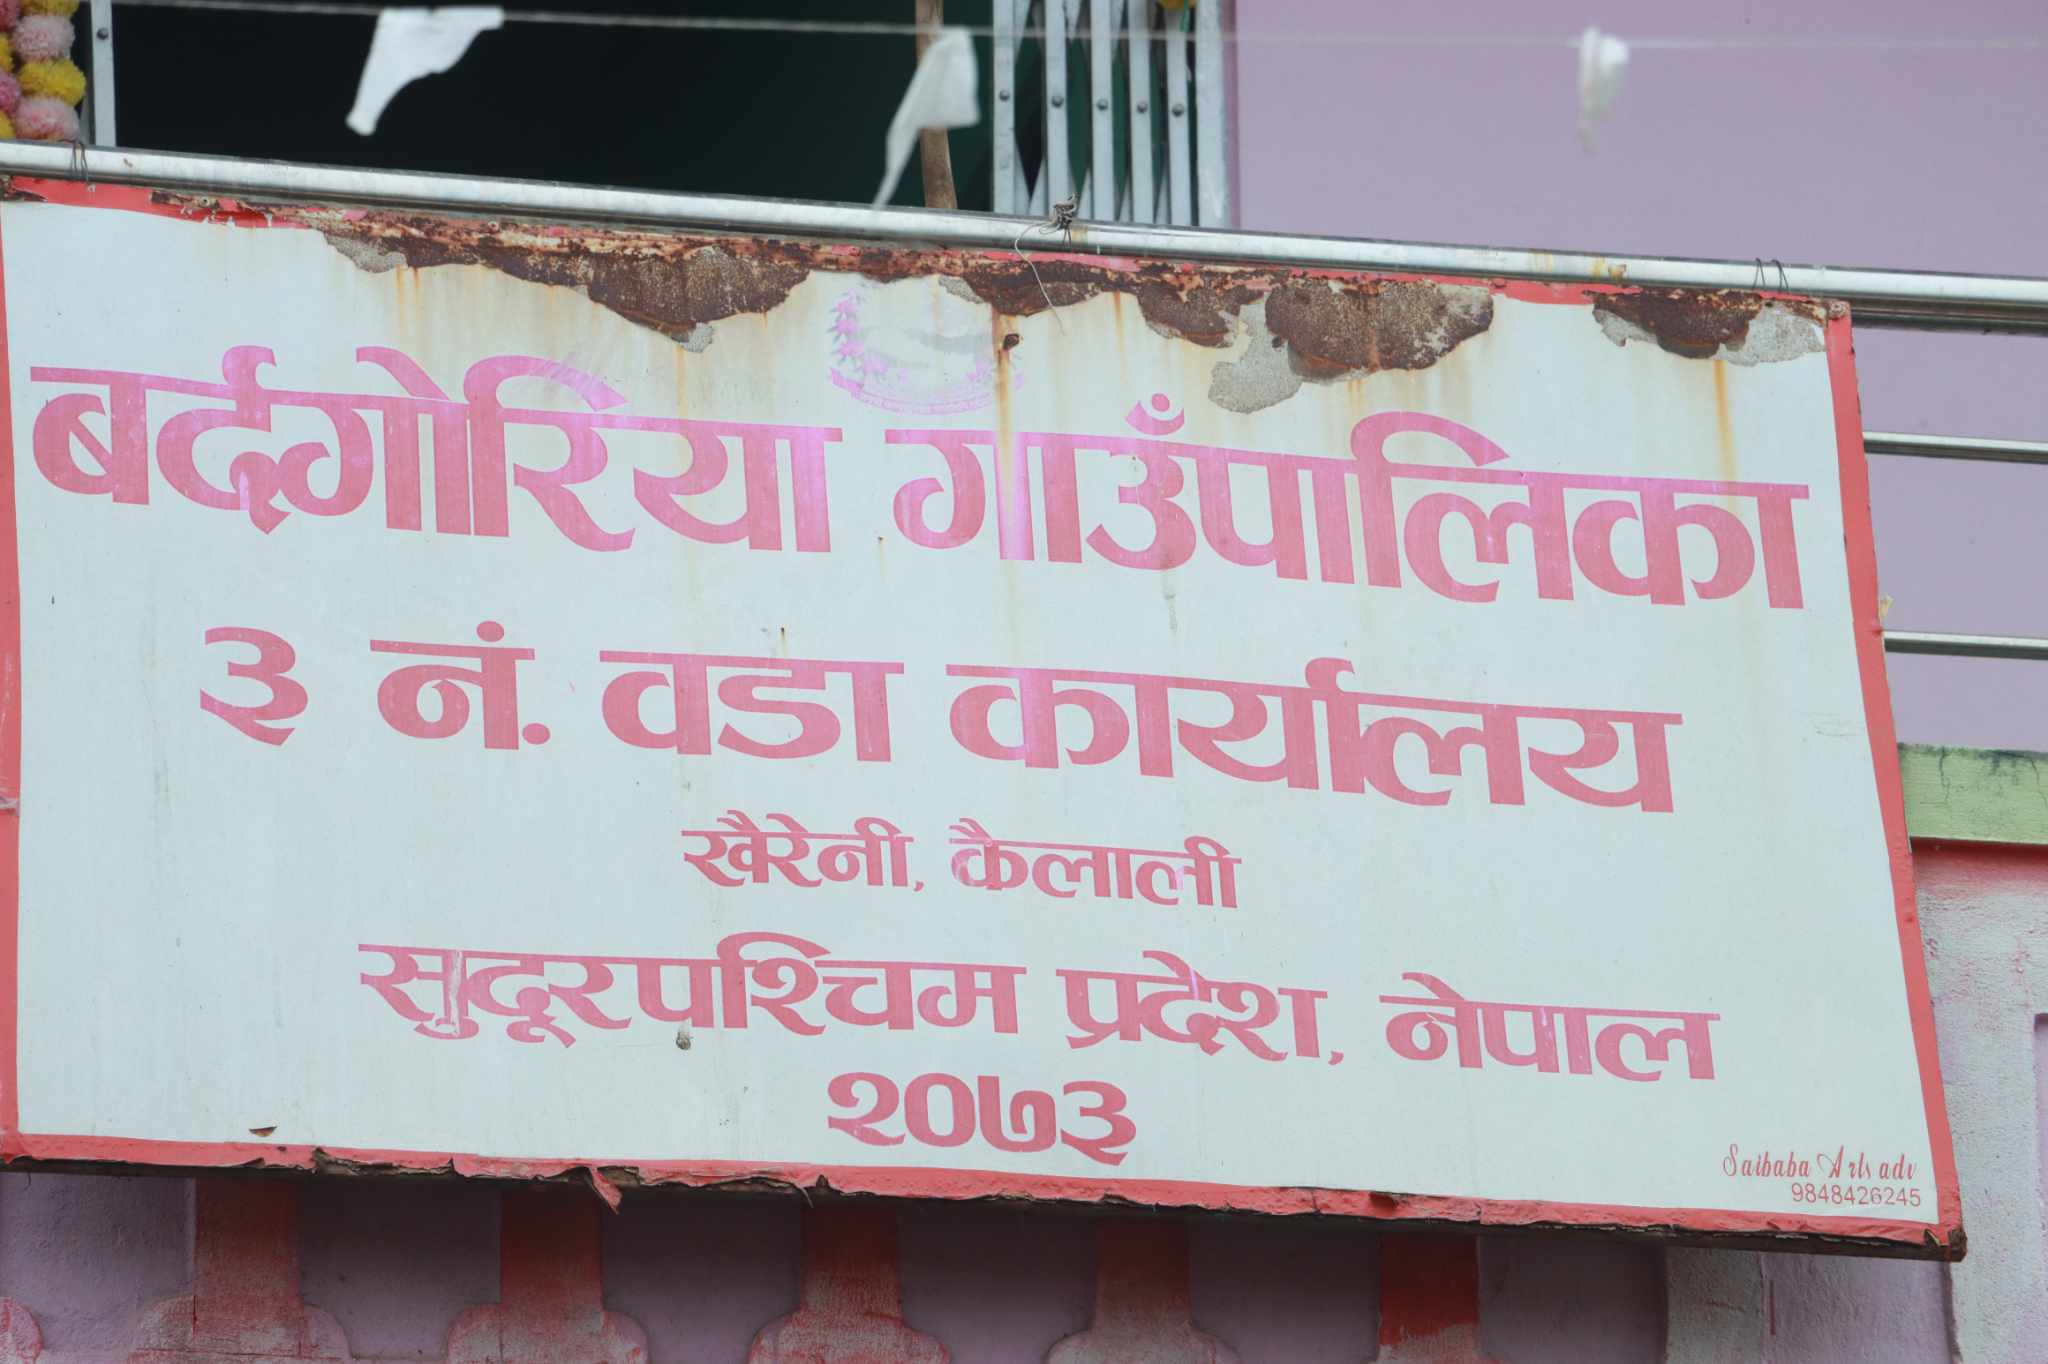 बर्दगोरिया गाउँपालिका
३ नं. वडा कार्यालय
खैरेनी, कैलाली
सुदूरपश्चिम प्रदेश, नेपाल
२०७३
Saibaba Arts adv
9848426245